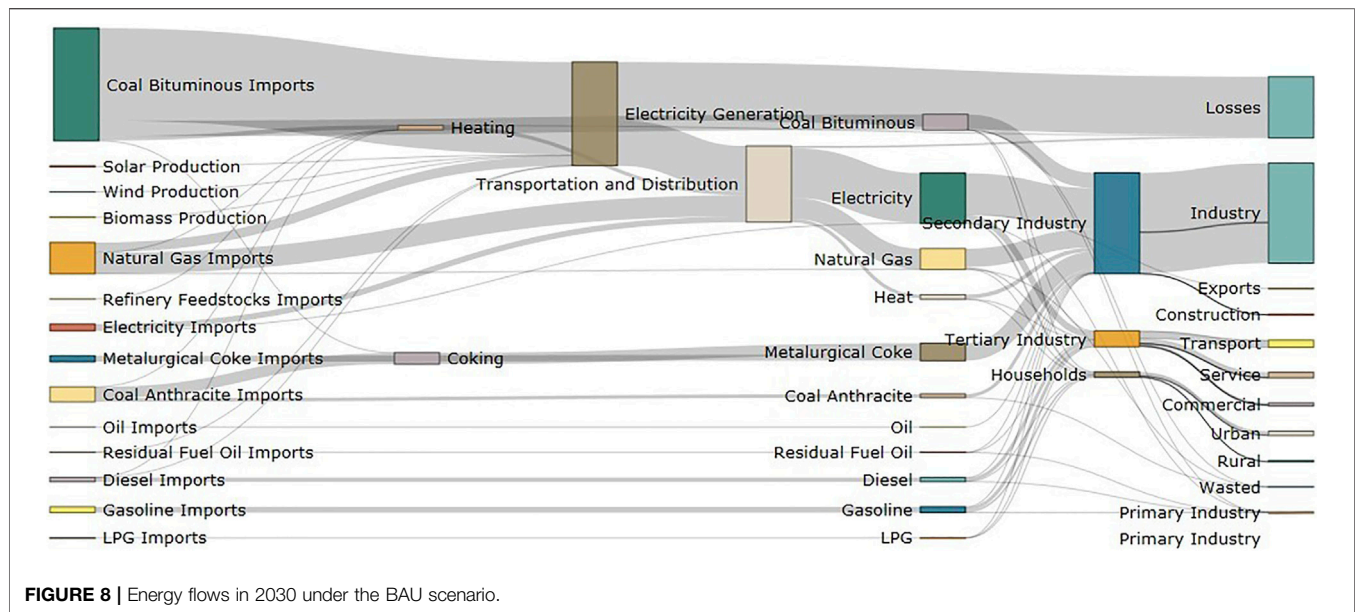 Coal Bituminous Imports
Solar Production
Wind Production
Biomass Production
Natural Gas Imports
Refinery Feedstocks Imports
Electricity Imports
Metalurgical Coke Imports
Coal Anthracite Imports
Oil Imports
Residual Fuel Oil Imports
Diesel Imports
Gasoline Imports
LPG Imports
Heating
Coking
Electricity Generation
Transportation and Distribution
Coal Bituminous
Electricity
Natural Gas
Heat
Metalurgical Coke
Coal Anthracite
Oil
Residual Fuel Oil
Diesel
Gasoline
LPG
Secondary Industry
Tertiary Industry
Households
Losses
Industry
Exports
Construction
Transport
Service
Commercial
Urban
Rural
Wasted
Primary Industry
Primary Industry
FIGURE 8 | Energy flows in 2030 under the BAU scenario.